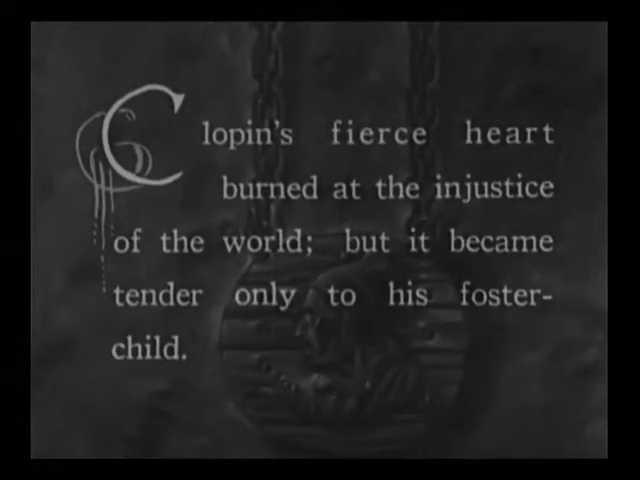 Clopin's fierce heart
burned at the injustice
of the world; but it became
tender only to his foster-
child.